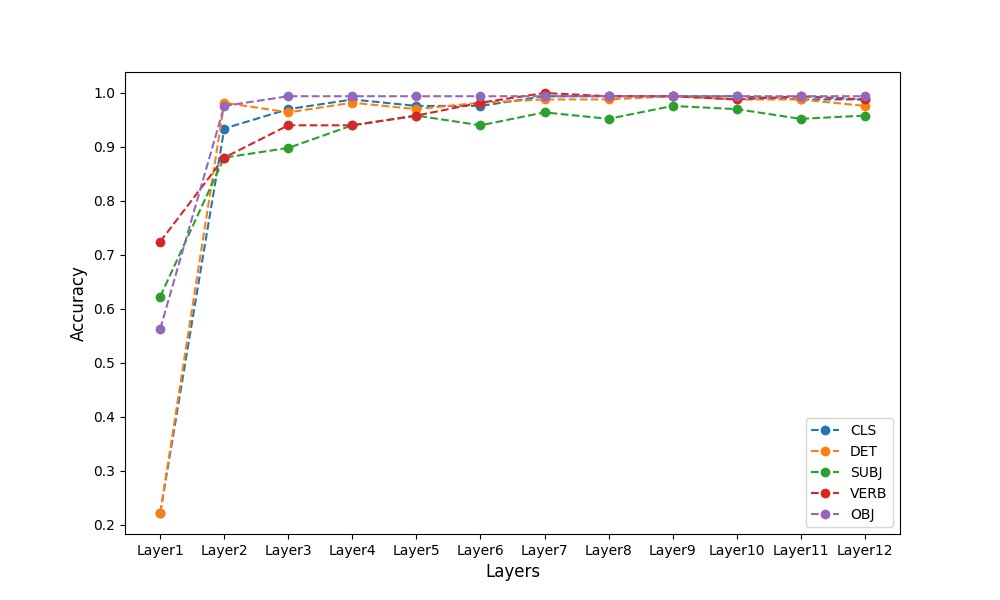 1.0
0.9
0.8
0.7
0.6
0.5
0.4
0.3
0.2
Accuracy
CLS
DET
SUBJ
VERB
OBJ
Layer1 Layer2 Layer3 Layer4 Layer5 Layer6 Layer7 Layer8 Layer9 Layer10 Layer11 Layer12
Layers